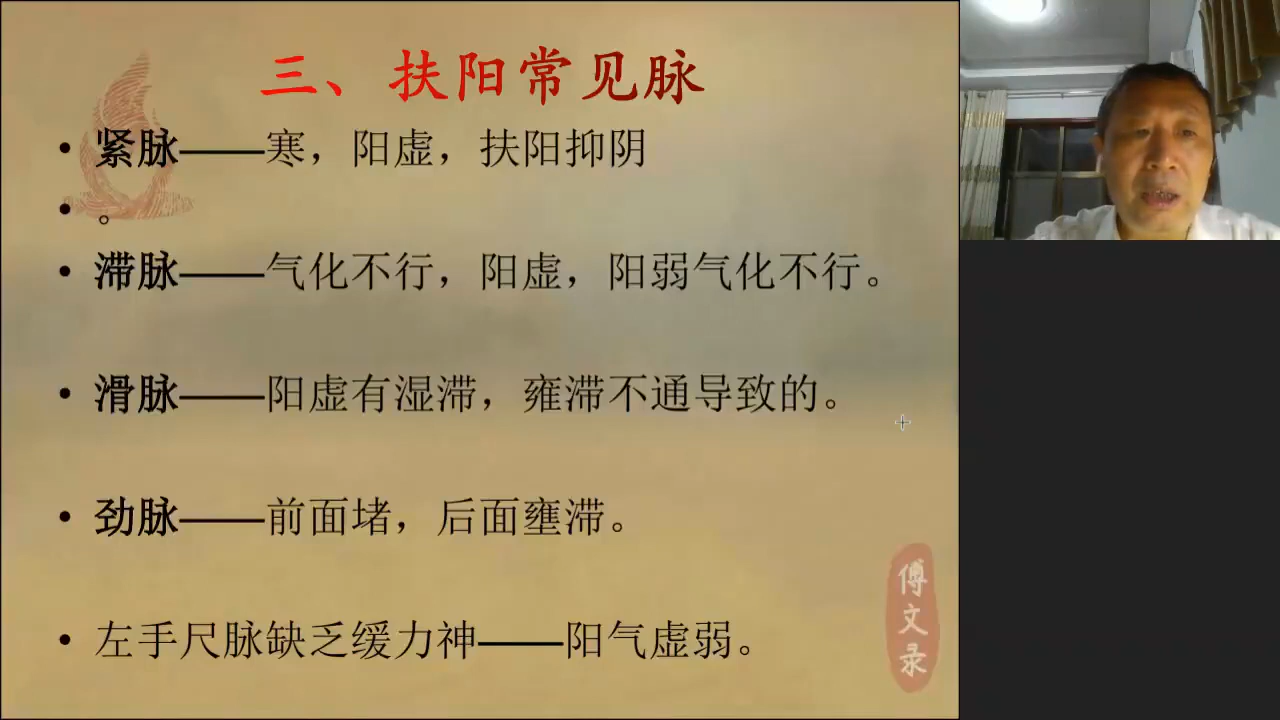 三、扶阳常见脉
• 紧脉——寒，阳虚，扶阳抑阴
• 。
• 滞脉——气化不行，阳虚，阳弱气化不行。
• 滑脉——阳虚有湿滞，雍滞不通导致的。
• 劲脉——前面堵，后面壅滞。
• 左手尺脉缺乏缓力神——阳气虚弱。
傅文录